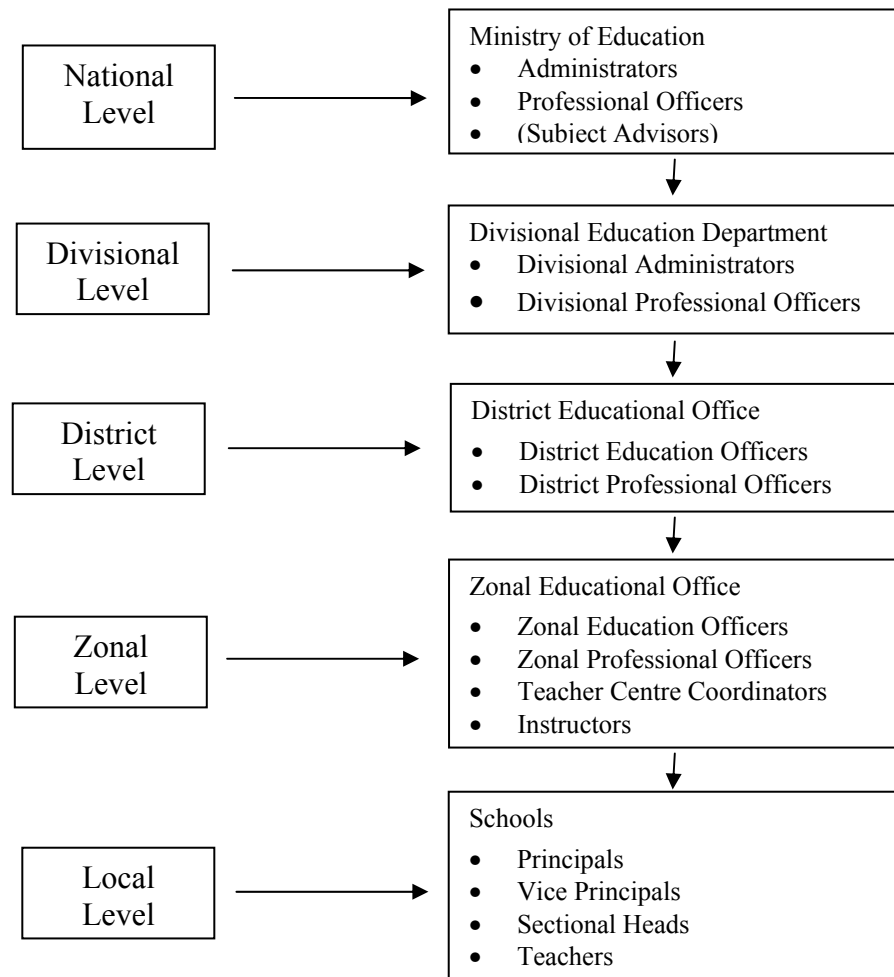 National
Level
Ministry of Education
• Administrators
• Professional Officers
• (Subject Advisors)
Divisional
Level
Divisional Education Department
• Divisional Administrators
• Divisional Professional Officers
District
Level
District Educational Office
• District Education Officers
• District Professional Officers
Zonal
Level
Zonal Educational Office
• Zonal Education Officers
• Zonal Professional Officers
• Teacher Centre Coordinators
• Instructors
Local
Level
Schools
• Principals
• Vice Principals
• Sectional Heads
• Teachers